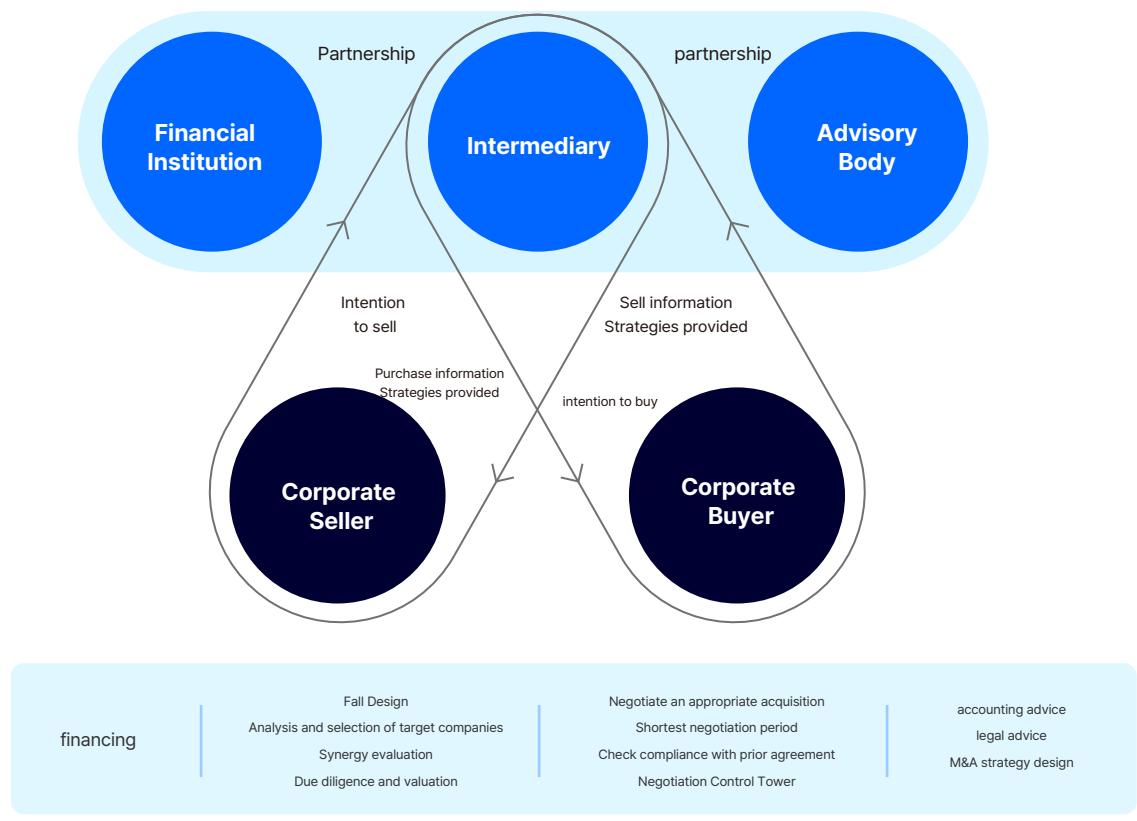 Partnership
partnership
Financial
Institution
Intermediary
Advisory
Body
Intention
to sell
Sell information
Strategies provided
Purchase information
Strategies provided
intention to buy
Corporate
Seller
Corporate
Buyer
financing
Fall Design
Analysis and selection of target companies
Synergy evaluation
Due diligence and valuation
Negotiate an appropriate acquisition
Shortest negotiation period
Check compliance with prior agreement
Negotiation Control Tower
accounting advice
legal advice
M&A strategy design